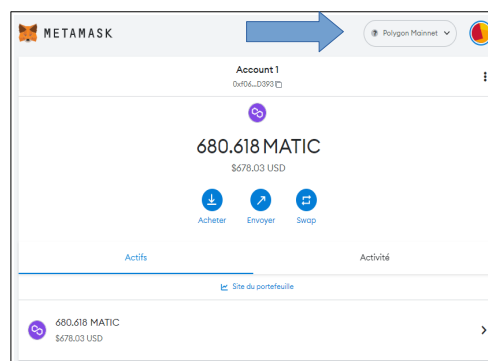 METAMASK
Polygon Mainnet
Account 1
0xf06...D393
680.618 MATIC
$678.03 USD
Acheter Envoyer Swap
Actifs Activité
Site du portefeuille
680.618 MATIC
$678.03 USD